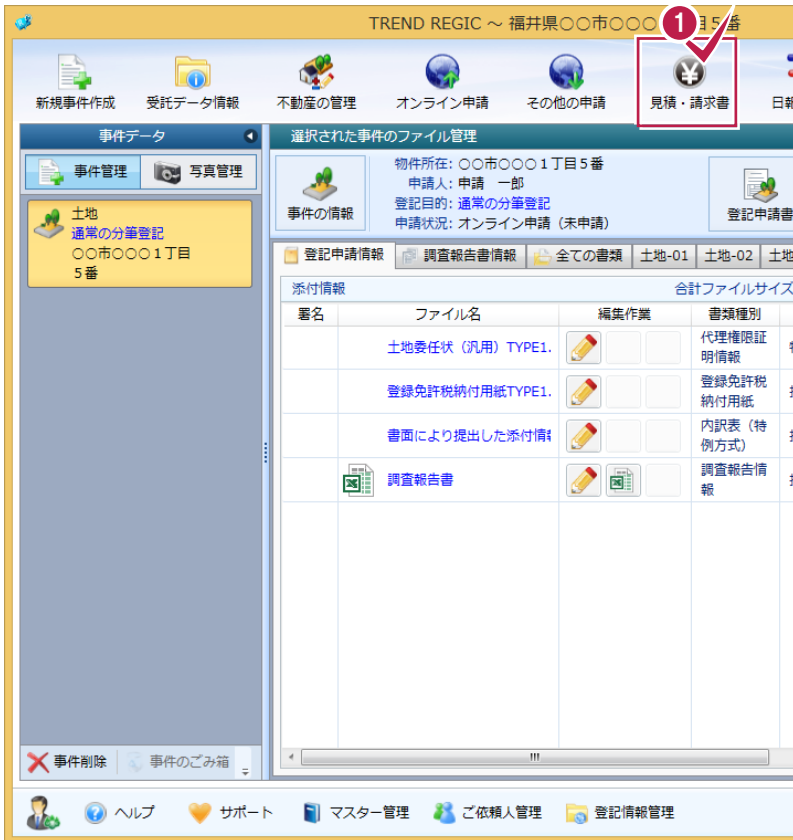 TREND REGIC ～ 福井県○○市○○○
1
目５番
新規事件作成
受託データ情報
不動産の管理
オンライン申請
その他の申請
見積・請求書
日報
事件データ
選択された事件のファイル管理
事件管理
写真管理
土地
通常の分筆登記
○○市○○○１丁目
５番
事件の情報
物件所在: ○○市○○○１丁目５番
申請人: 申請　一郎
登記目的: 通常の分筆登記
申請状況: オンライン申請（未申請）
登記申請書
登記申請情報
調査報告書情報
全ての書類
土地-01
土地-02
土地
添付情報
合計ファイルサイズ
署名
ファイル名
編集作業
書類種別
土地委任状（汎用）TYPE1.
代理権限証
明情報
登録免許税納付用紙TYPE1.
登録免許税
納付用紙
書面により提出した添付情
内訳表（特
例方式）
調査報告書
調査報告情
報
事件削除
事件のごみ箱
ヘルプ
サポート
マスター管理
ご依頼人管理
登記情報管理